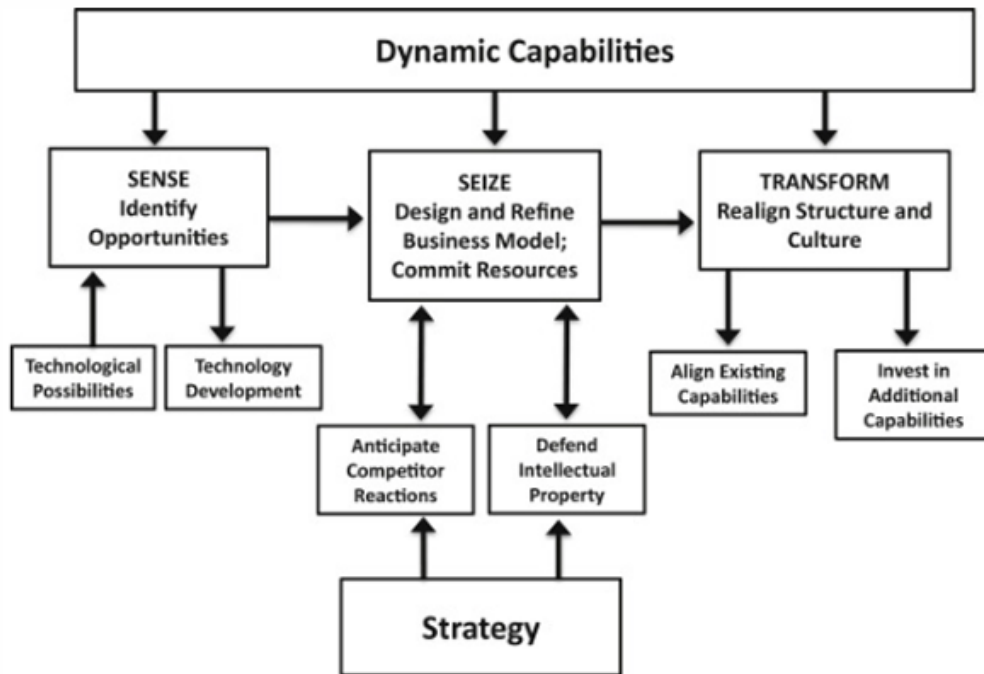 Dynamic Capabilities
SENSE
Identify
Opportunities
SEIZE
Design and Refine
Business Model;
Commit Resources
TRANSFORM
Realign Structure and
Culture
Technological
Possibilities
Technology
Development
Anticipate
Competitor
Reactions
Defend
Intellectual
Property
Align Existing
Capabilities
Invest in
Additional
Capabilities
Strategy